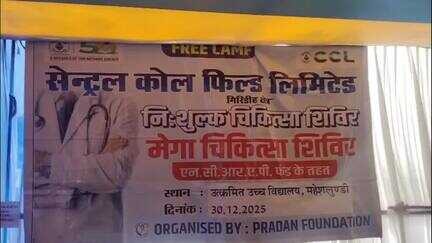 FREE CAMP
CCL
सेन्ट्रल कोल फिल्ड लिमिटेड
गिरिडीह का
निःशुल्क चिकित्सा शिविर
मेगा चिकित्सा शिविर
एन.सी.आर.ए.पी. फंड के तहत
स्थान : उत्क्रमित उच्च विद्यालय, महेशलुण्डी
दिनांक : 30.12.2025
ORGANISED BY : PRADAN FOUNDATION